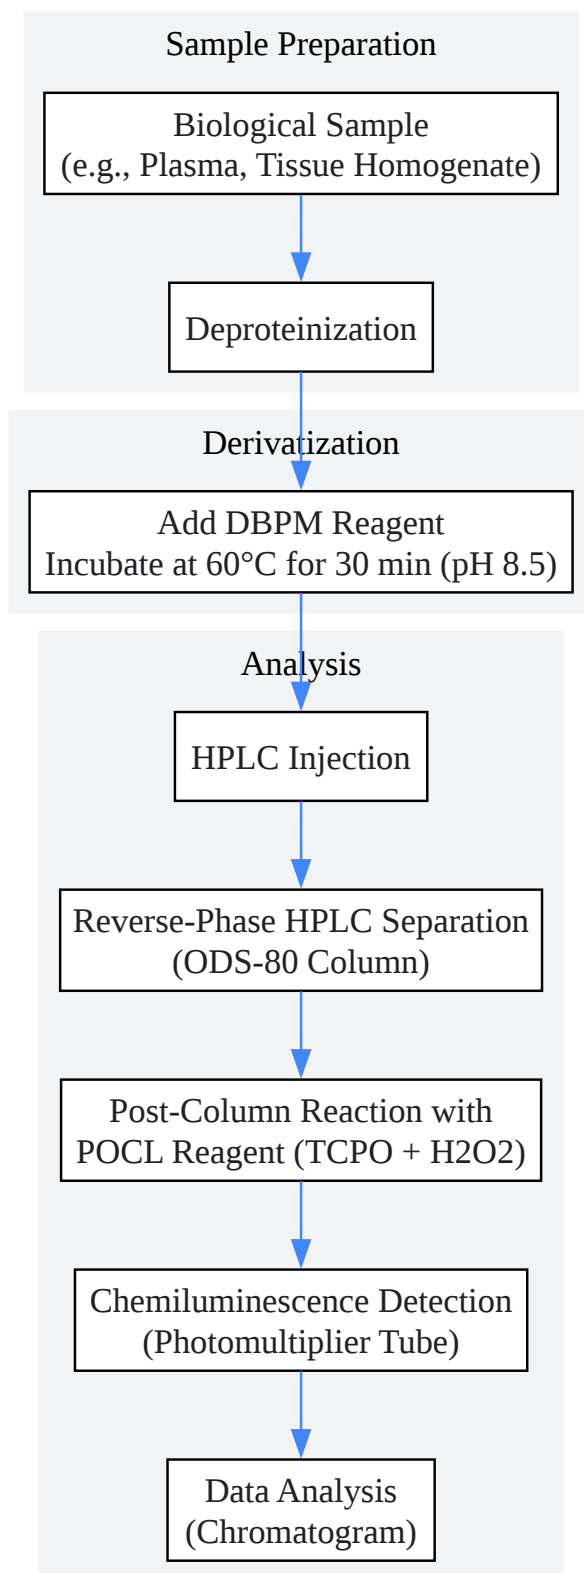 Sample Preparation
Biological Sample
(e.g., Plasma, Tissue Homogenate)
Deproteinization
Derivatization
Add DBPM Reagent
Incubate at 60°C for 30 min (pH 8.5)
Analysis
HPLC Injection
Reverse-Phase HPLC Separation
(ODS-80 Column)
Post-Column Reaction with
POCL Reagent (TCPO + H2O2)
Chemiluminescence Detection
(Photomultiplier Tube)
Data Analysis
(Chromatogram)